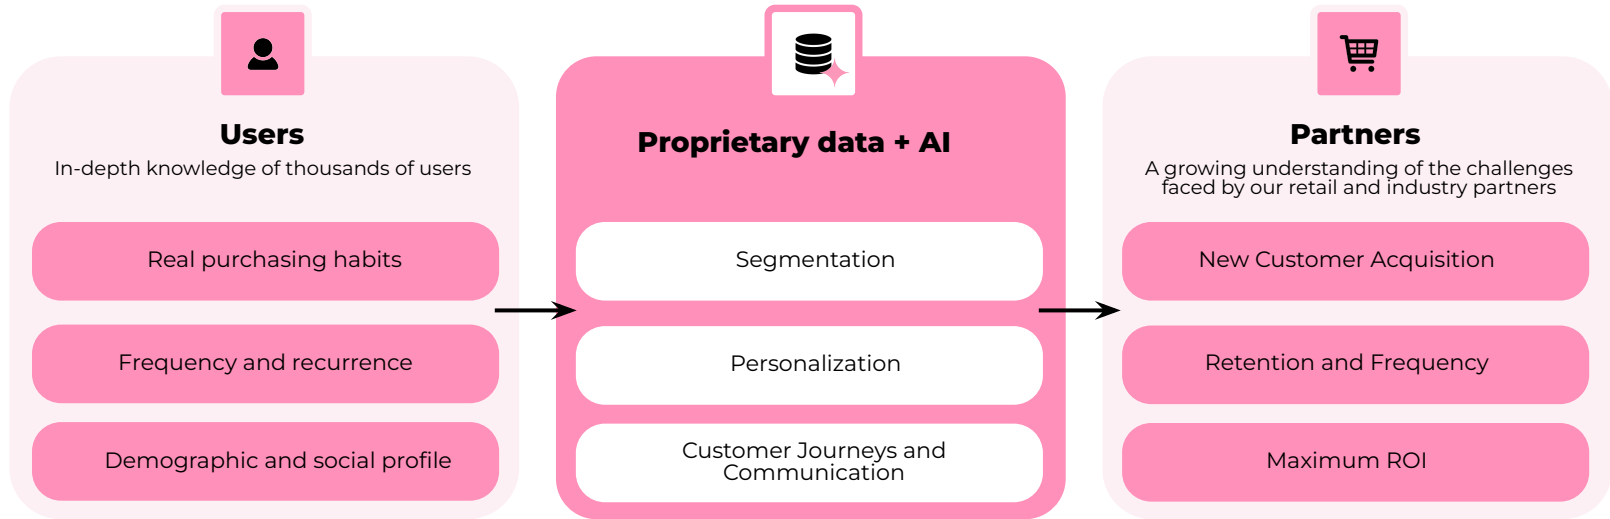 Users
In-depth knowledge of thousands of users
Real purchasing habits
Frequency and recurrence
Demographic and social profile
Proprietary data + AI
Segmentation
Personalization
Customer Journeys and
Communication
Partners
A growing understanding of the challenges
faced by our retail and industry partners
New Customer Acquisition
Retention and Frequency
Maximum ROI